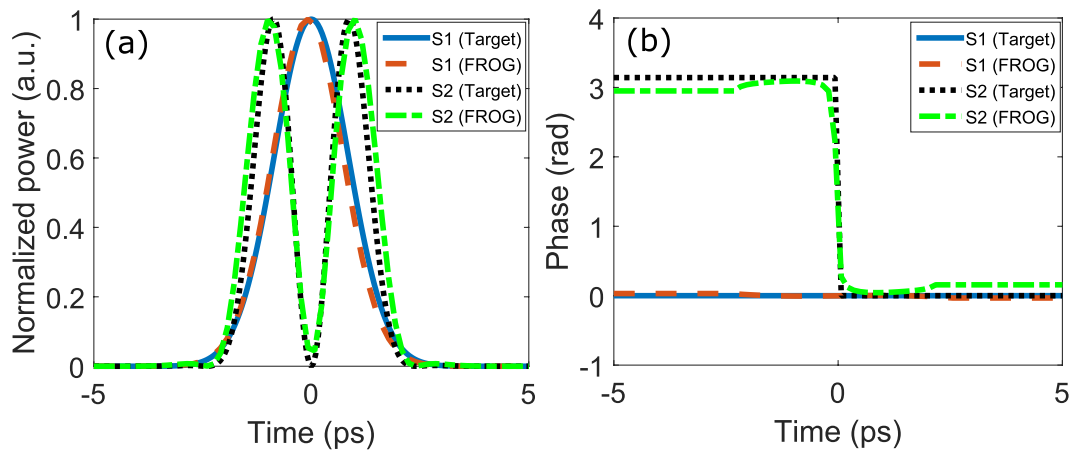 (a)
S1 (Target)
S1 (FROG)
S2 (Target)
S2 (FROG)
Normalized power (a.u.)
1
0.8
0.6
0.4
0.2
0
-5
0
5
Time (ps)
(b)
S1 (Target)
S1 (FROG)
S2 (Target)
S2 (FROG)
Phase (rad)
4
3
2
1
0
-1
-5
0
5
Time (ps)